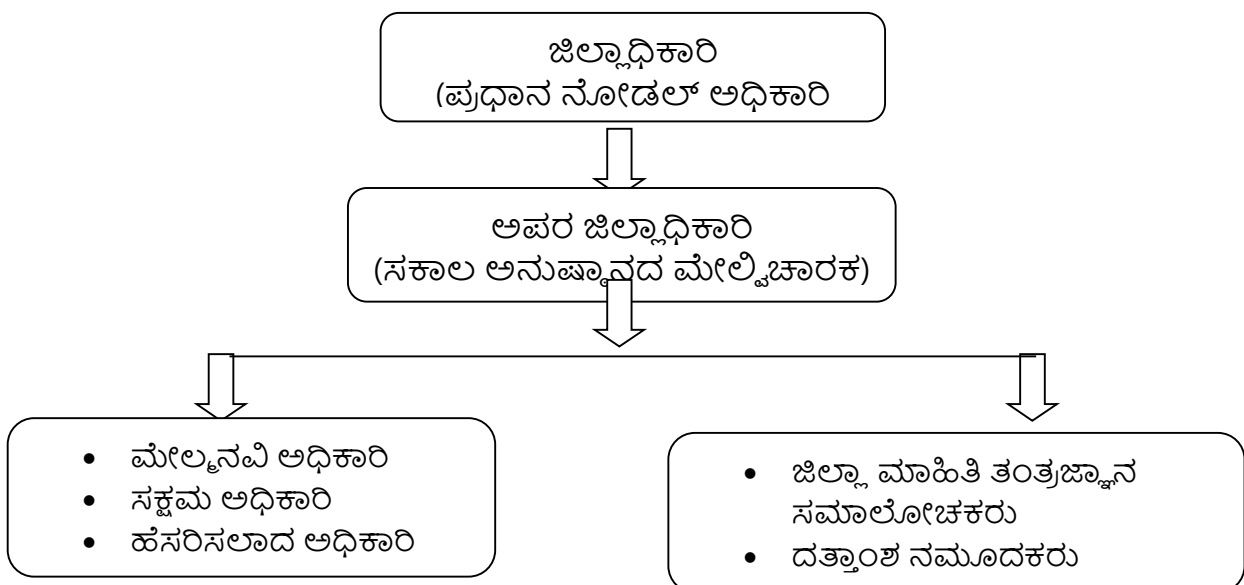 ಜಿಲ್ಲಾಧಿಕಾರಿ
(ಪ್ರಧಾನ ನೋಡಲ್ ಅಧಿಕಾರಿ
ಅಪರ ಜಿಲ್ಲಾಧಿಕಾರಿ
(ಸಕಾಲ ಅನುಷ್ಠಾನದ ಮೇಲ್ವಿಚಾರಕ)
• ಮೇಲ್ಮನವಿ ಅಧಿಕಾರಿ
• ಸಕ್ಷಮ ಅಧಿಕಾರಿ
• ಹೆಸರಿಸಲಾದ ಅಧಿಕಾರಿ
• ಜಿಲ್ಲಾ ಮಾಹಿತಿ ತಂತ್ರಜ್ಞಾನ
ಸಮಾಲೋಚಕರು
• ದತ್ತಾಂಶ ನಮೂದಕರು